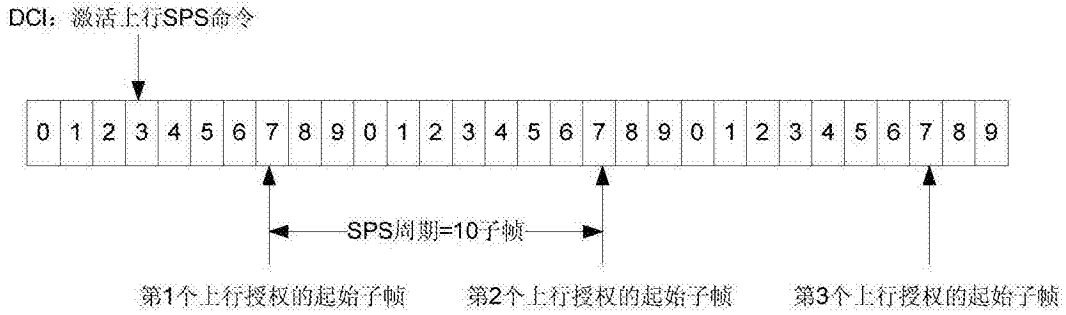 DCI：激活上行SPS命令
0 1 2 3 4 5 6 7 8 9 0 1 2 3 4 5 6 7 8 9 0 1 2 3 4 5 6 7 8 9
SPS周期=10子帧
第1个上行授权的起始子帧 第2个上行授权的起始子帧 第3个上行授权的起始子帧